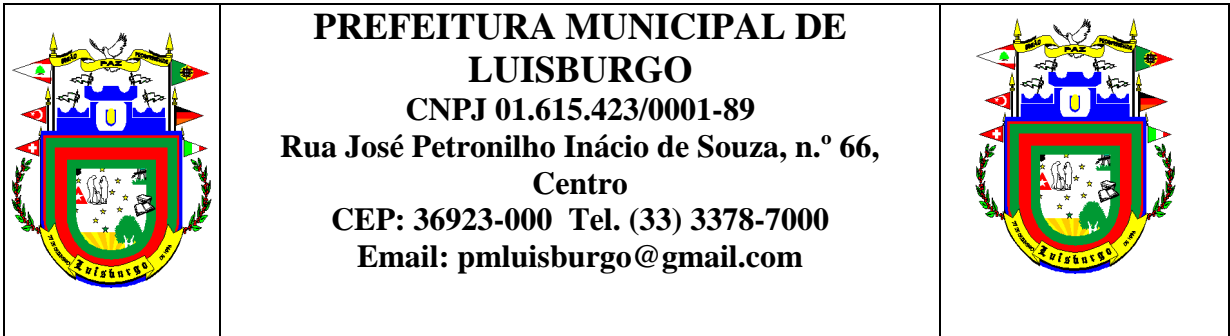 PREFEITURA MUNICIPAL DE
LUISBURGO
CNPJ 01.615.423/0001-89
Rua José Petronilho Inácio de Souza, n.º 66,
Centro
CEP: 36923-000 Tel. (33) 3378-7000
Email: pmluisburgo@gmail.com
PAZ
Luisburgo
PAZ
Luisburgo